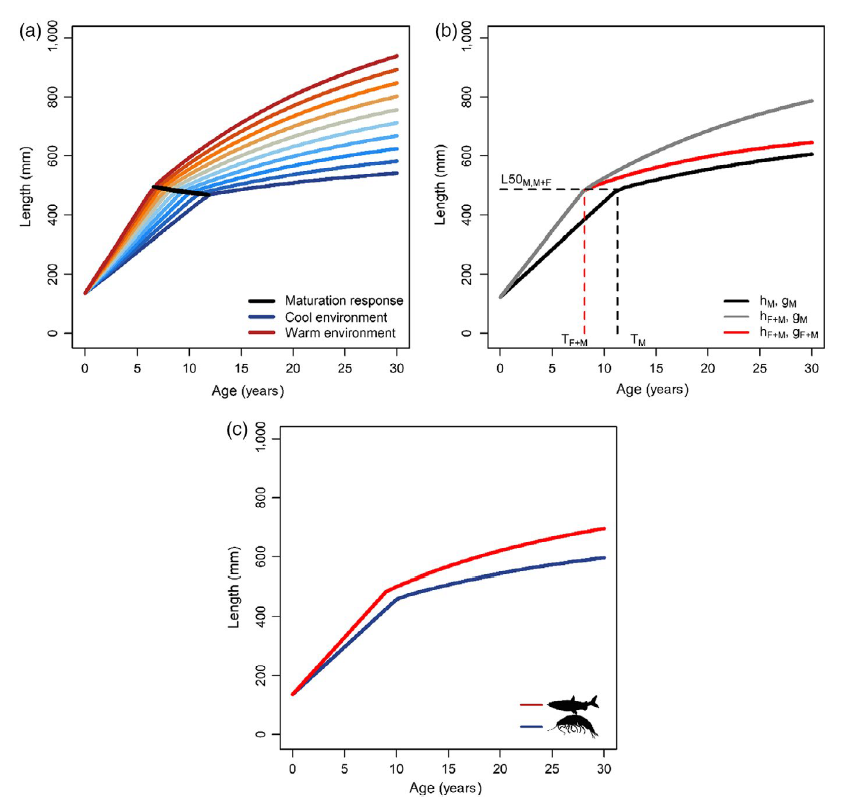 (a)
Length (mm)
0 200 400 600 800 1,000
Maturation response
Cool environment
Warm environment
0 5 10 15 20 25 30
Age (years)
(b)
Length (mm)
0 200 400 600 800 1,000
L50M,M+F
TF+M TM
hM, gM
hF+M, gM
hF+M, gF+M
0 5 10 15 20 25 30
Age (years)
(c)
Length (mm)
0 200 400 600 800 1,000
0 5 10 15 20 25 30
Age (years)